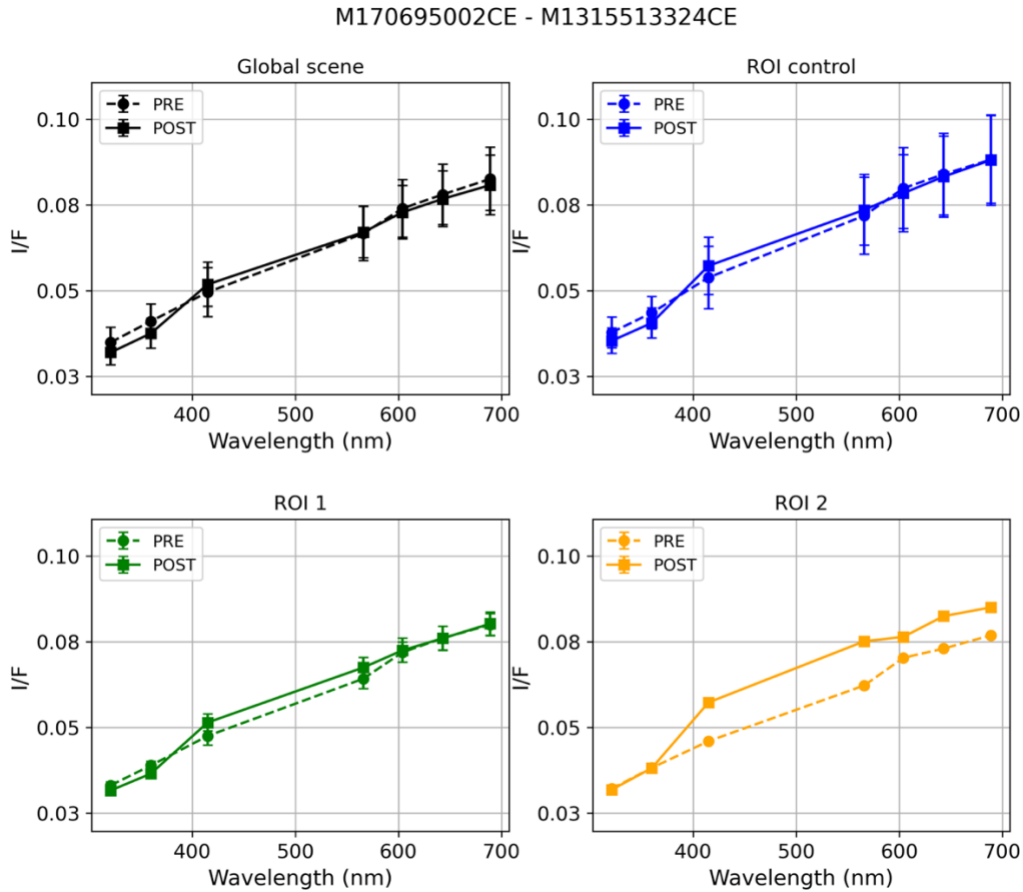 M170695002CE - M1315513324CE
Global scene
PRE
POST
I/F
0.10
0.08
0.05
0.03
400 500 600 700
Wavelength (nm)
ROI control
PRE
POST
I/F
0.10
0.08
0.05
0.03
400 500 600 700
Wavelength (nm)
ROI 1
PRE
POST
I/F
0.10
0.08
0.05
0.03
400 500 600 700
Wavelength (nm)
ROI 2
PRE
POST
I/F
0.10
0.08
0.05
0.03
400 500 600 700
Wavelength (nm)